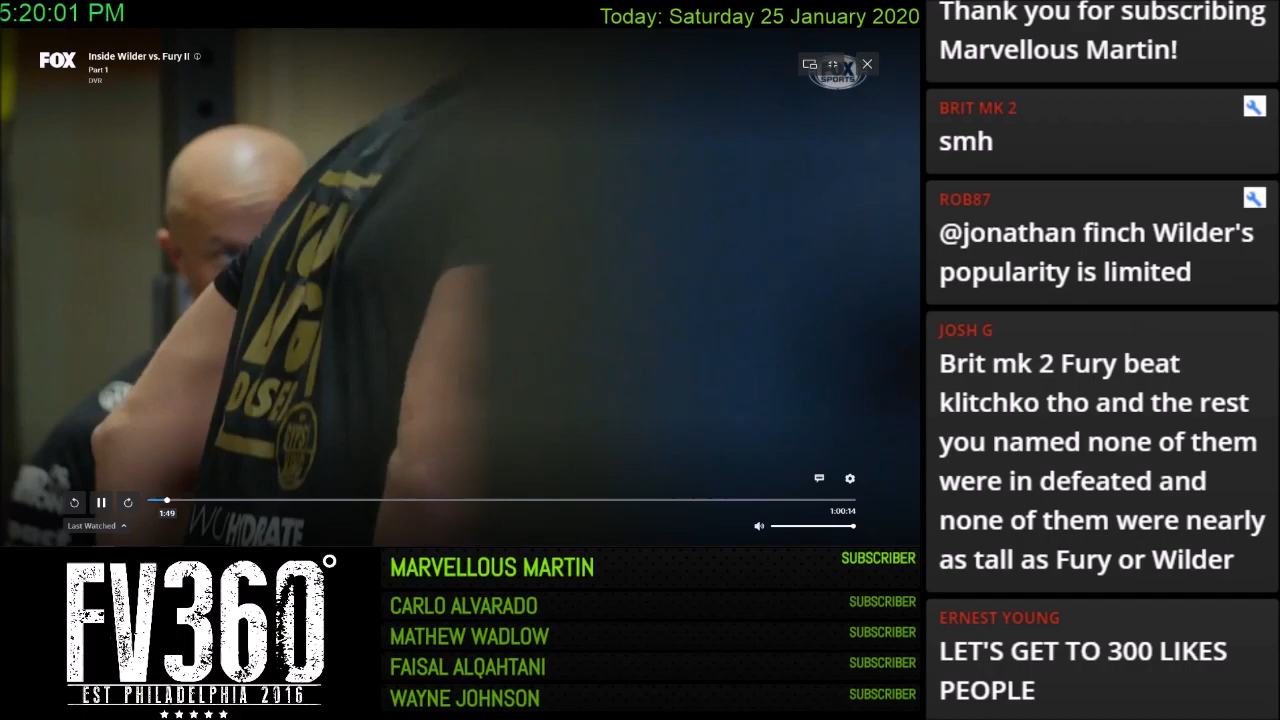 5:20:01 PM
Today: Saturday 25 January 2020
FOX
Inside Wilder vs. Fury II
Part 1
DVR
FOX
SPORTS
1:49
1:00:14
Last Watched
HYDRATE
FV360°
EST PHILADELPHIA 2016
MARVELLOUS MARTIN SUBSCRIBER
CARLO ALVARADO SUBSCRIBER
MATHEW WADLOW SUBSCRIBER
FAISAL ALQAHTANI SUBSCRIBER
WAYNE JOHNSON SUBSCRIBER
Thank you for subscribing
Marvellous Martin!
BRIT MK 2
smh
ROB87
@jonathan finch Wilder's
popularity is limited
JOSH G
Brit mk 2 Fury beat
klitchko tho and the rest
you named none of them
were in defeated and
none of them were nearly
as tall as Fury or Wilder
ERNEST YOUNG
LET'S GET TO 300 LIKES
PEOPLE